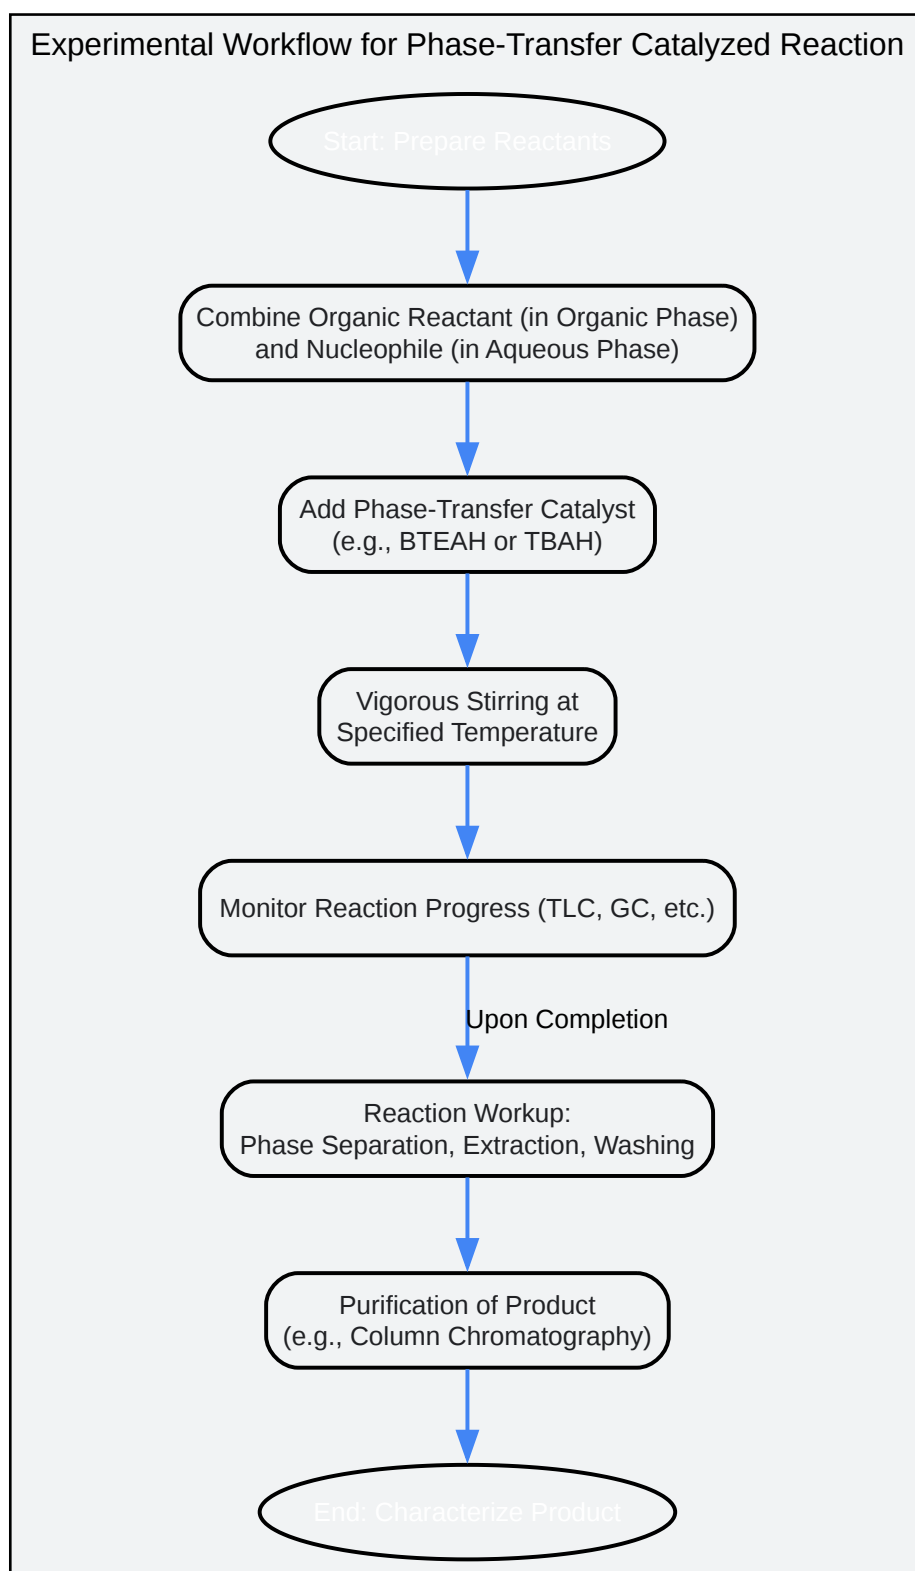 Experimental Workflow for Phase-Transfer Catalyzed Reaction
Start: Prepare Reactants
Combine Organic Reactant (in Organic Phase)
and Nucleophile (in Aqueous Phase)
Add Phase-Transfer Catalyst
(e.g., BTEAH or TBAH)
Vigorous Stirring at
Specified Temperature
Monitor Reaction Progress (TLC, GC, etc.)
Upon Completion
Reaction Workup:
Phase Separation, Extraction, Washing
Purification of Product
(e.g., Column Chromatography)
End: Characterize Product